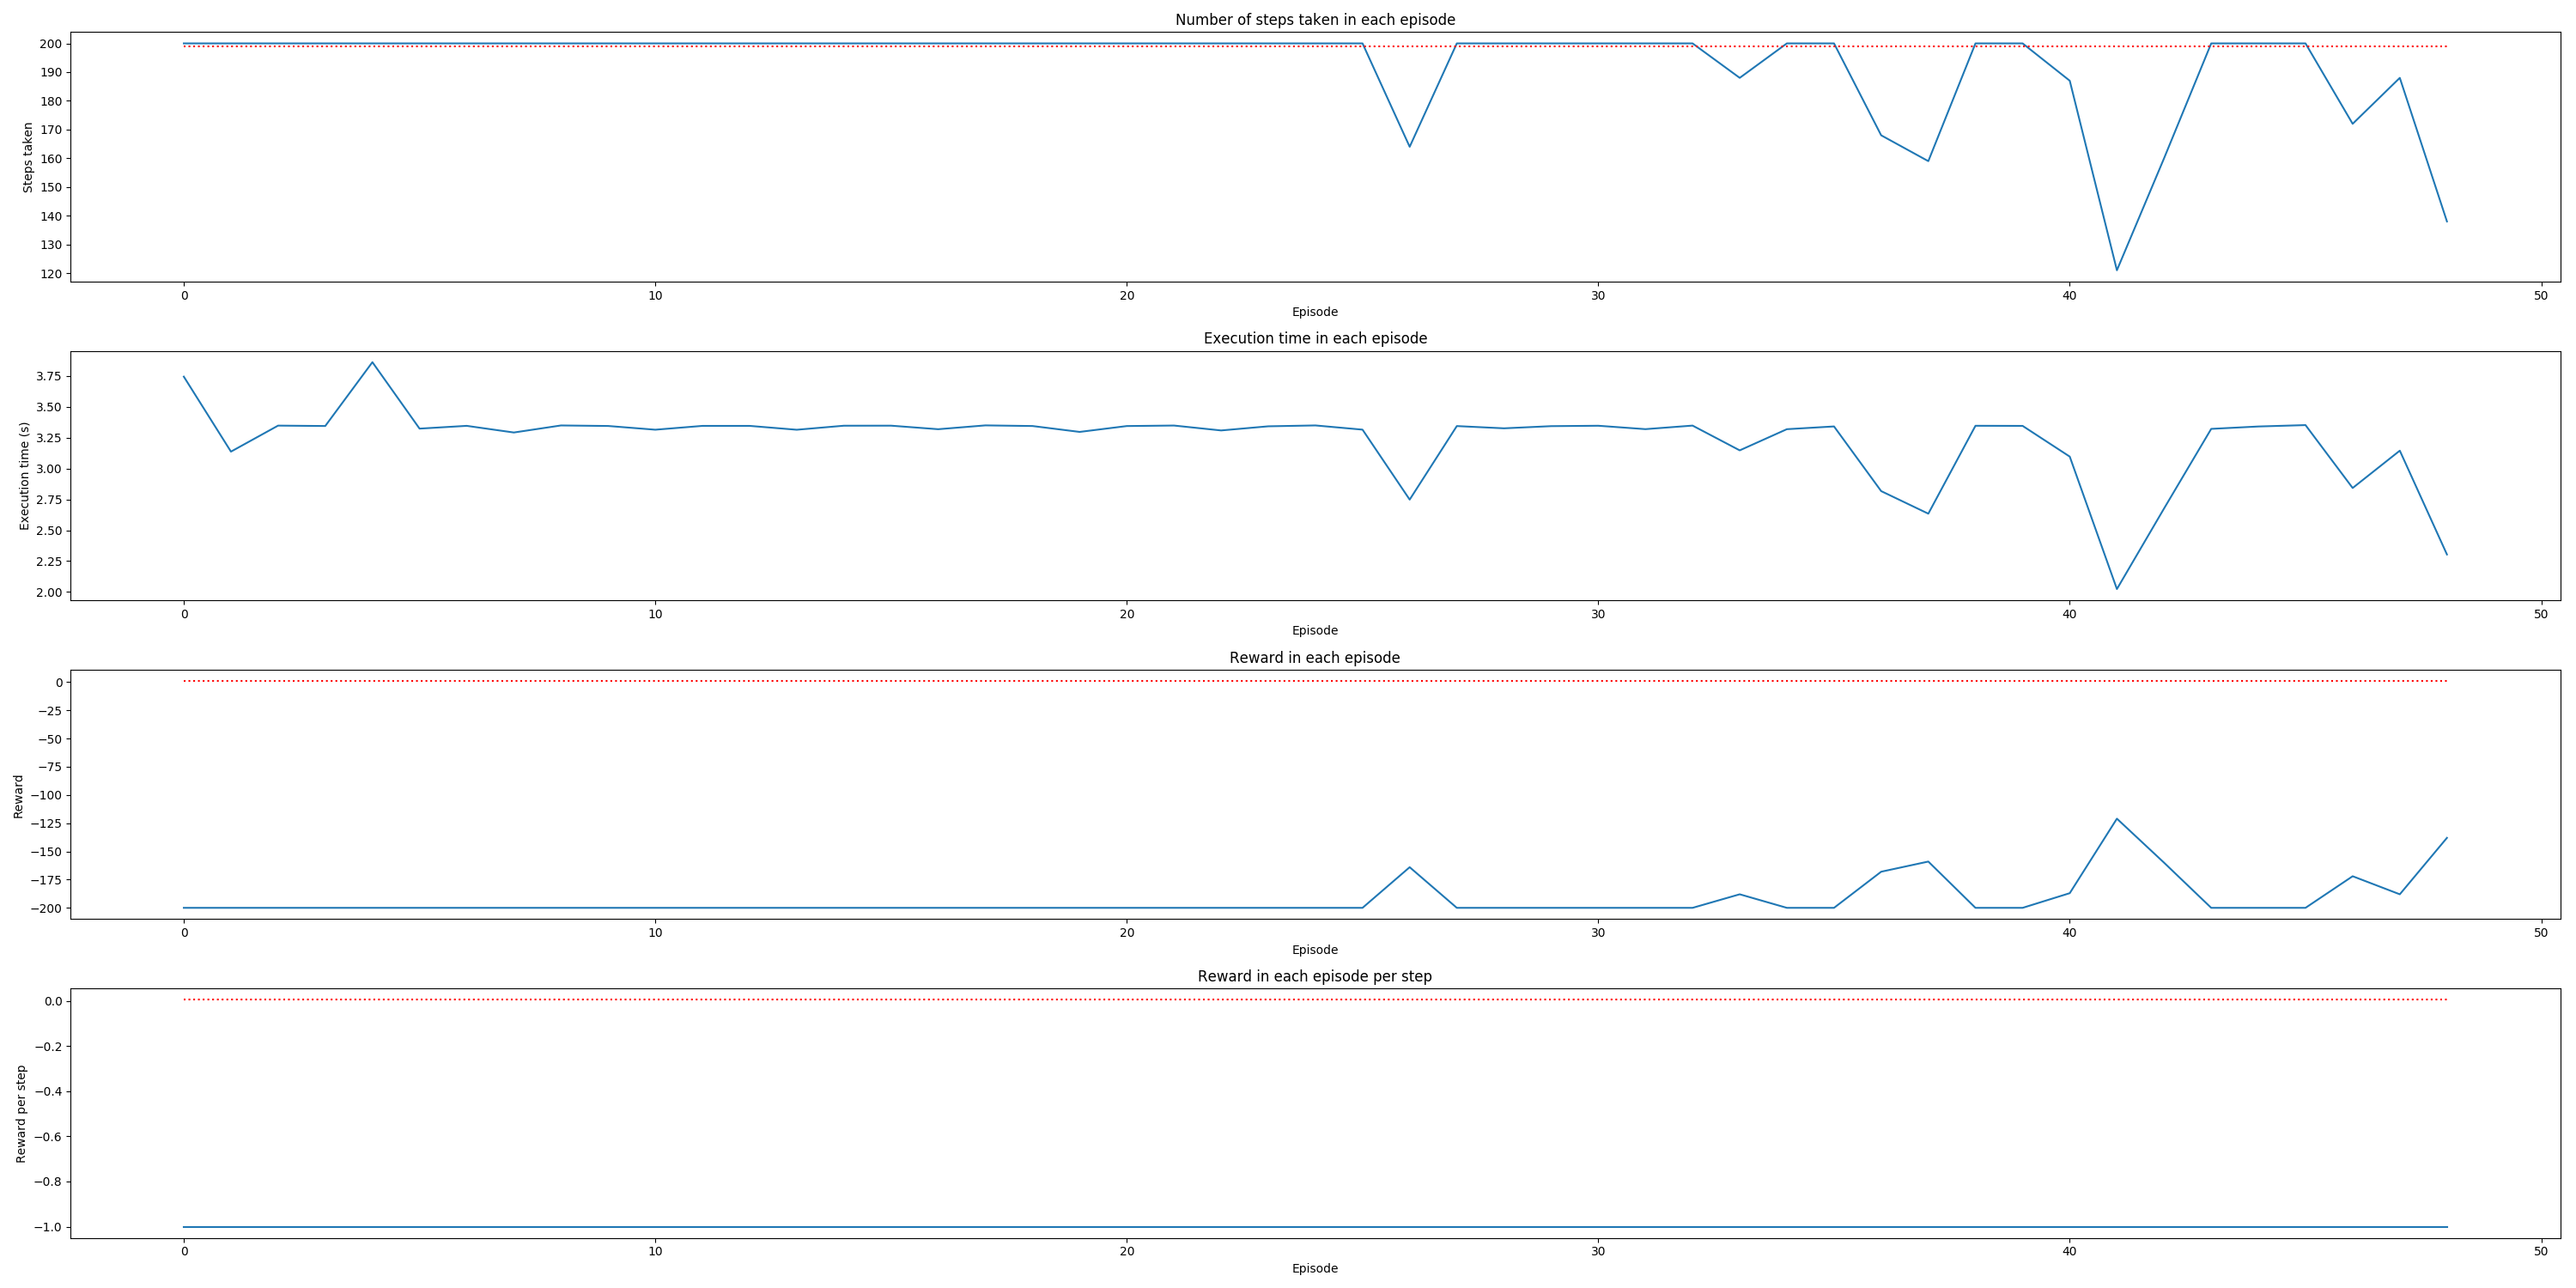 Number of steps taken in each episode
Steps taken
200
190
180
170
160
150
140
130
120
0 10 20 30 40 50
Episode
Execution time in each episode
Execution time (s)
3.75
3.50
3.25
3.00
2.75
2.50
2.25
2.00
0 10 20 30 40 50
Episode
Reward in each episode
Reward
0
−25
−50
−75
−100
−125
−150
−175
−200
0 10 20 30 40 50
Episode
Reward in each episode per step
Reward per step
0.0
−0.2
−0.4
−0.6
−0.8
−1.0
0 10 20 30 40 50
Episode